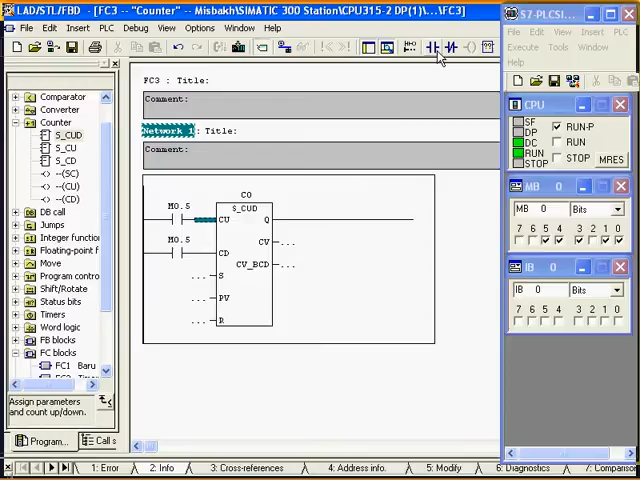 LAD/STL/FBD - [FC3 -- "Counter" -- Misbakh\SIMATIC 300 Station\CPU315-2 DP(1)\...\FC3]
File Edit Insert PLC Debug View Options Window Help
Comparator
Converter
Counter
S_CUD
S_CU
S_CD
-(SC)
-(CU)
-(CD)
DB call
Jumps
Integer function
Floating-point f
Move
Program contro
Shift/Rotate
Status bits
Timers
Word logic
FB blocks
FC blocks
FC1 Baru
Assign parameters
and count up/down.
Program...
Call s
FC3 : Title:
Comment:
Network 1: Title:
Comment:
C0
M0.5
S_CUD
CU
Q
M0.5
CV ...
CD
CV_BCD ...
... S
... PV
... R
1: Error
2: Info
3: Cross-references
4: Address info.
5: Modify
6: Diagnostics
7: Comparison
S7-PLCSI...
File Edit View Insert PLC
Execute Tools View
Window Help
CPU
SF
DP
DC
RUN
STOP
RUN-P
RUN
STOP
MRES
MB 0
MB 0 Bits
7 6 5 4 3 2 1 0
IB 0
IB 0 Bits
7 6 5 4 3 2 1 0